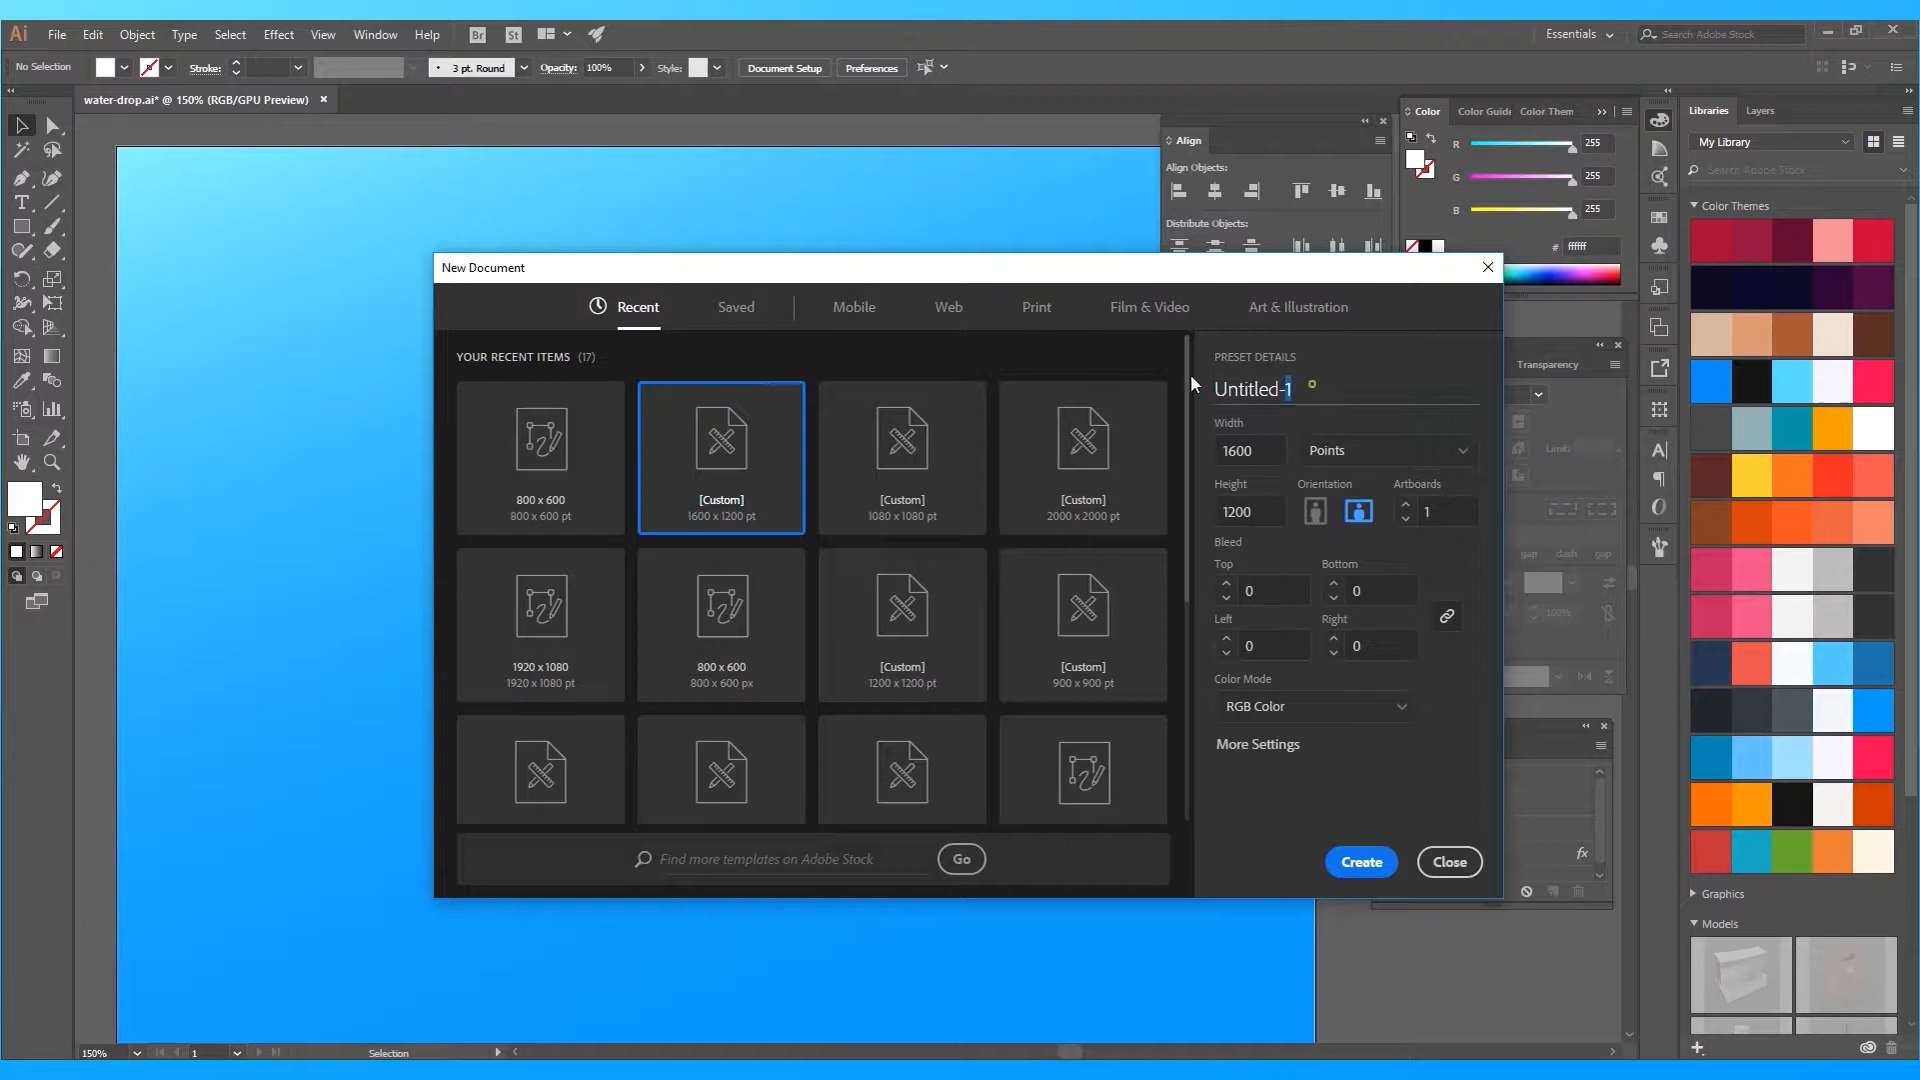 Ai File Edit Object Type Select Effect View Window Help Br St Essentials Search Adobe Stock
No Selection Stroke: 3 pt. Round Opacity: 100% Style: Document Setup Preferences
water-drop.ai* @ 150% (RGB/GPU Preview)
Align
Align Objects:
Distribute Objects:
Color Color Guide Color Them
R 255
G 255
B 255
# ffffff
Libraries Layers
My Library
Search Adobe Stock
Color Themes
New Document
Recent Saved Mobile Web Print Film & Video Art & Illustration
YOUR RECENT ITEMS (17)
800 x 600
800 x 600 pt
[Custom]
1600 x 1200 pt
[Custom]
1080 x 1080 pt
[Custom]
2000 x 2000 pt
1920 x 1080
1920 x 1080 pt
800 x 600
800 x 600 px
[Custom]
1200 x 1200 pt
[Custom]
900 x 900 pt
Find more templates on Adobe Stock Go
PRESET DETAILS
Untitled-1
Width
1600 Points
Height Orientation Artboards
1200 1
Bleed
Top Bottom
0 0
Left Right
0 0
Color Mode
RGB Color
More Settings
Create Close
Transparency
Limit:
gap dash gap
100%
fx
Graphics
Models
150% 1 Selection